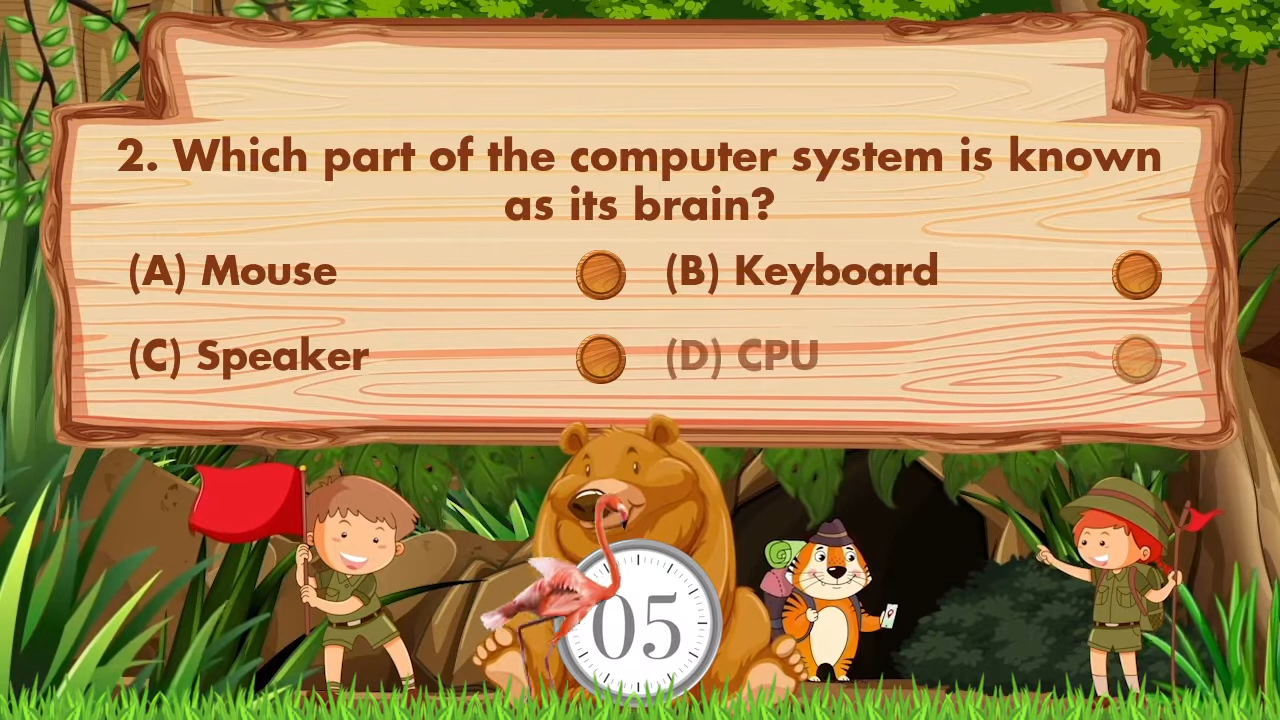 2. Which part of the computer system is known
as its brain?
(A) Mouse
(B) Keyboard
(C) Speaker
(D) CPU
05